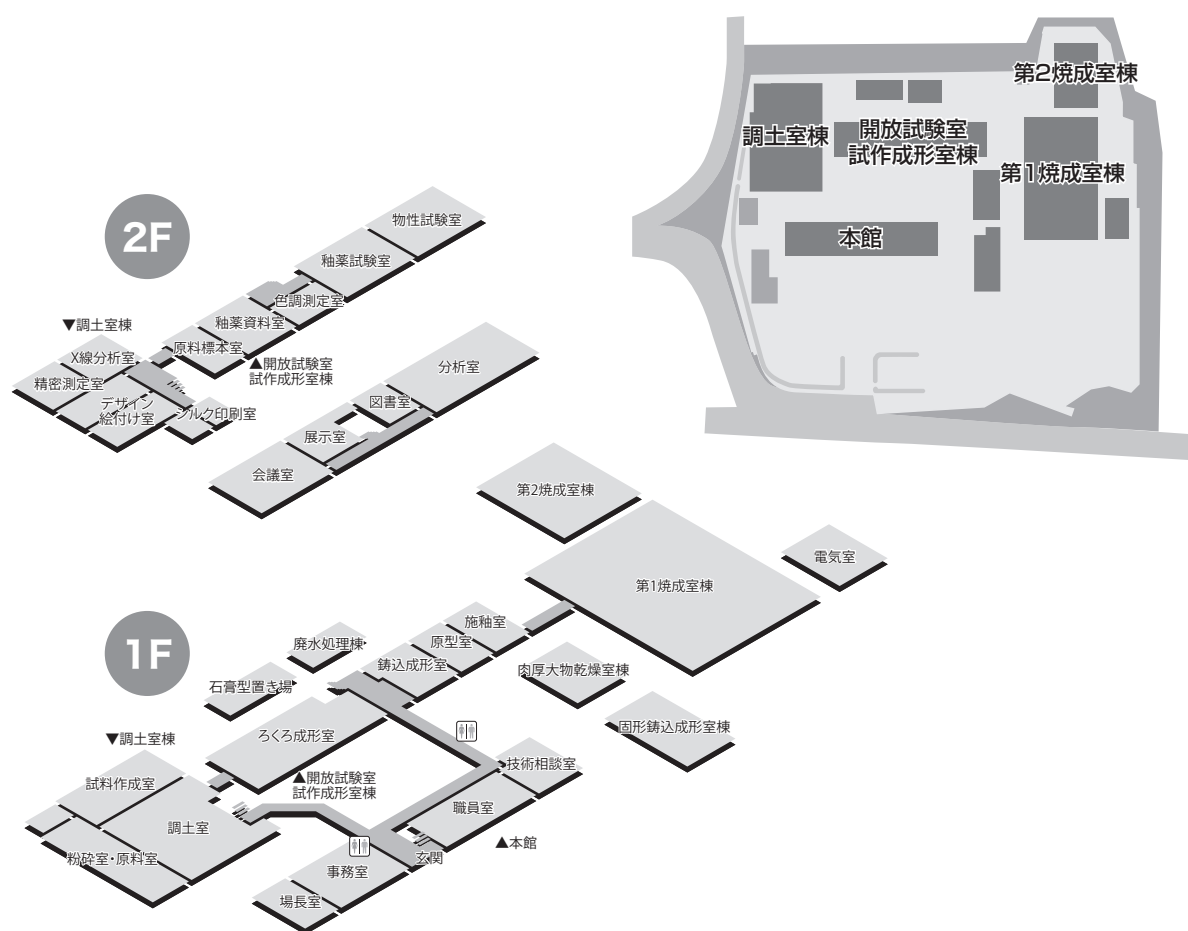 第2焼成室棟
調土室棟
開放試験室
試作成形室棟
第1焼成室棟
本館
2F
物性試験室
釉薬試験室
色調測定室
釉薬資料室
原料標本室
▼調土室棟
X線分析室
精密測定室
デザイン
絵付け室
シルク印刷室
▲開放試験室
試作成形室棟
分析室
図書室
展示室
会議室
1F
第2焼成室棟
第1焼成室棟
電気室
施釉室
原型室
鋳込成形室
廃水処理棟
石膏型置き場
ろくろ成形室
肉厚大物乾燥室棟
固形鋳込成形室棟
▼調土室棟
試料作成室
調土室
粉砕室・原料室
▲開放試験室
試作成形室棟
技術相談室
職員室
▲本館
玄関
事務室
場長室